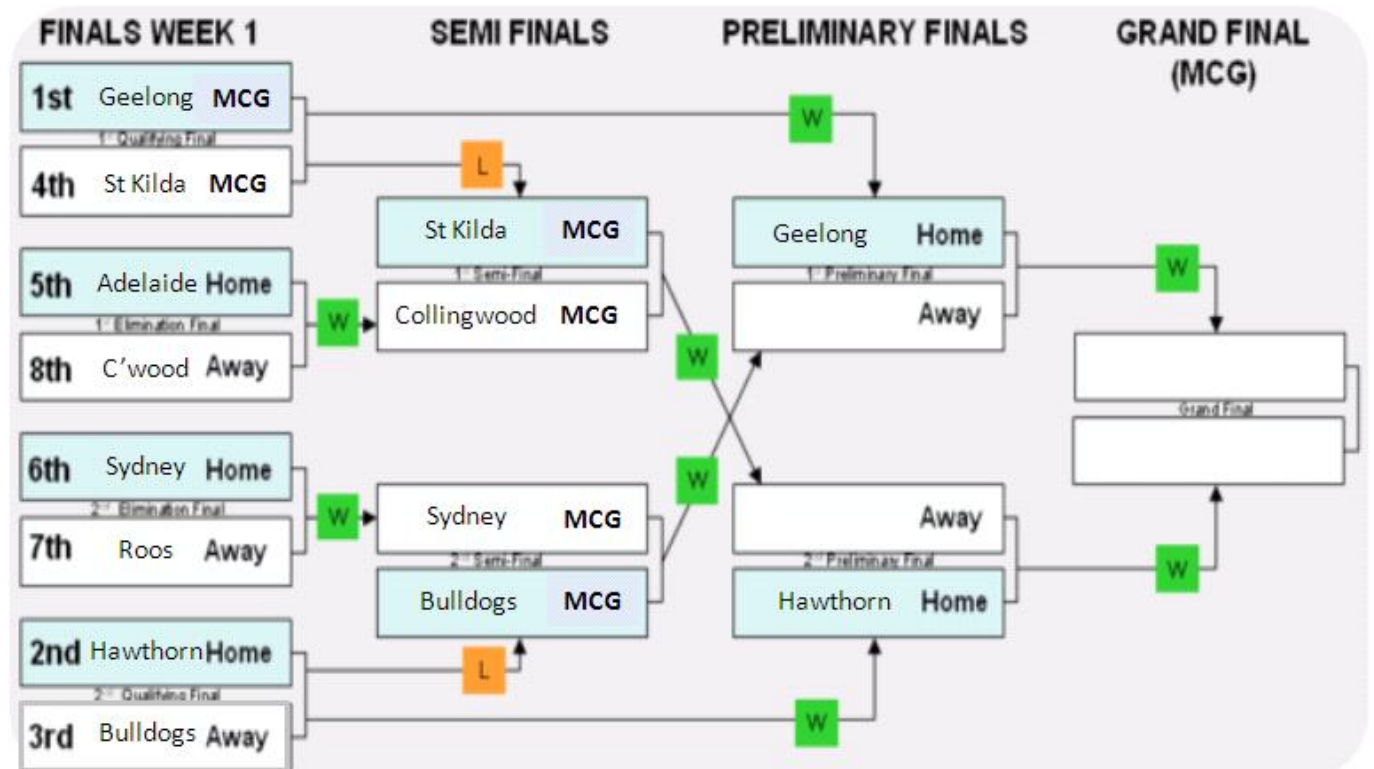 FINALS WEEK 1
SEMI FINALS
PRELIMINARY FINALS
GRAND FINAL
(MCG)
1st Geelong MCG
1st Qualifying Final
4th St Kilda MCG
5th Adelaide Home
1st Elimination Final
8th C'wood Away
6th Sydney Home
2nd Elimination Final
7th Roos Away
2nd Hawthorn Home
2nd Qualifying Final
3rd Bulldogs Away
L
W
W
L
St Kilda MCG
1st Semi-Final
Collingwood MCG
Sydney MCG
2nd Semi-Final
Bulldogs MCG
W
W
W
W
Geelong Home
1st Preliminary Final
Away
Away
2nd Preliminary Final
Hawthorn Home
W
W
Grand Final